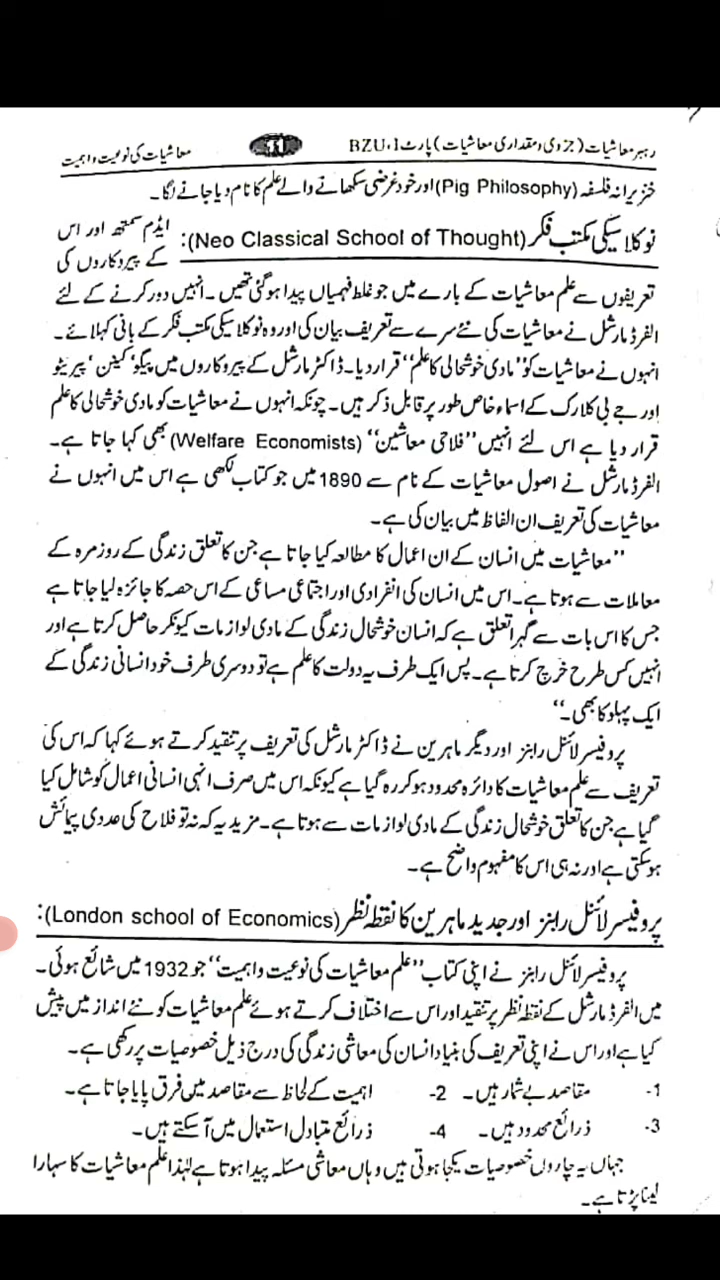 رہبر معاشیات (جزوی و مقداری معاشیات) پارٹ BZU،I 11 معاشیات کی نوعیت و اہمیت
خنزیرانہ فلسفہ (Pig Philosophy) اور خود غرضی سکھانے والے علم کا نام دیا جانے لگا۔
نوکلاسیکی مکتب فکر (Neo Classical School of Thought): ایڈم سمتھ اور اس
کے پیروکاروں کی
تعریفوں سے علم معاشیات کے بارے میں جو غلط فہمیاں پیدا ہوگئی تھیں۔ انہیں دور کرنے کے لئے
الفرڈ مارشل نے معاشیات کی نئے سرے سے تعریف بیان کی اور وہ نوکلاسیکی مکتب فکر کے بانی کہلائے۔
انہوں نے معاشیات کو ’’مادی خوشحالی کا علم‘‘ قرار دیا۔ ڈاکٹر مارشل کے پیروکاروں میں پیگو‘ کینن‘ پیریٹو
اور جے بی کلارک کے اسماء خاص طور پر قابل ذکر ہیں۔ چونکہ انہوں نے معاشیات کو مادی خوشحالی کا علم
قرار دیا ہے اس لئے انہیں ’’فلاحی معاشین‘‘ (Welfare Economists) بھی کہا جاتا ہے۔
الفرڈ مارشل نے اصول معاشیات کے نام سے 1890 میں جو کتاب لکھی ہے اس میں انہوں نے
معاشیات کی تعریف ان الفاظ میں بیان کی ہے۔
’’معاشیات میں انسان کے ان اعمال کا مطالعہ کیا جاتا ہے جن کا تعلق زندگی کے روزمرہ کے
معاملات سے ہوتا ہے۔ اس میں انسان کی انفرادی اور اجتماعی مساعی کے اس حصہ کا جائزہ لیا جاتا ہے
جس کا اس بات سے گہرا تعلق ہے کہ انسان خوشحال زندگی کے مادی لوازمات کیونکر حاصل کرتا ہے اور
انہیں کس طرح خرچ کرتا ہے۔ پس ایک طرف یہ دولت کا علم ہے تو دوسری طرف خود انسانی زندگی کے
ایک پہلو کا بھی۔‘‘
پروفیسر لائنل رابنز اور دیگر ماہرین نے ڈاکٹر مارشل کی تعریف پر تنقید کرتے ہوئے کہا کہ اس کی
تعریف سے علم معاشیات کا دائرہ محدود ہوکر رہ گیا ہے کیونکہ اس میں صرف انہی انسانی اعمال کو شامل کیا
گیا ہے جن کا تعلق خوشحال زندگی کے مادی لوازمات سے ہوتا ہے۔ مزید یہ کہ نہ تو فلاح کی عددی پیمائش
ہوسکتی ہے اور نہ ہی اس کا مفہوم واضح ہے۔
پروفیسر لائنل رابنز اور جدید ماہرین کا نقطہ نظر (London school of Economics):
پروفیسر لائنل رابنز نے اپنی کتاب ’’علم معاشیات کی نوعیت و اہمیت‘‘ جو 1932 میں شائع ہوئی۔
میں الفرڈ مارشل کے نقطہ نظر پر تنقید اور اس سے اختلاف کرتے ہوئے علم معاشیات کو نئے انداز میں پیش
کیا ہے اور اس نے اپنی تعریف کی بنیاد انسان کی معاشی زندگی کی درج ذیل خصوصیات پر رکھی ہے۔
1- مقاصد بے شمار ہیں۔ 2- اہمیت کے لحاظ سے مقاصد میں فرق پایا جاتا ہے۔
3- ذرائع محدود ہیں۔ 4- ذرائع متبادل استعمال میں آسکتے ہیں۔
جہاں یہ چاروں خصوصیات یکجا ہوتی ہیں وہاں معاشی مسئلہ پیدا ہوتا ہے لہٰذا علم معاشیات کا سہارا
لینا پڑتا ہے۔